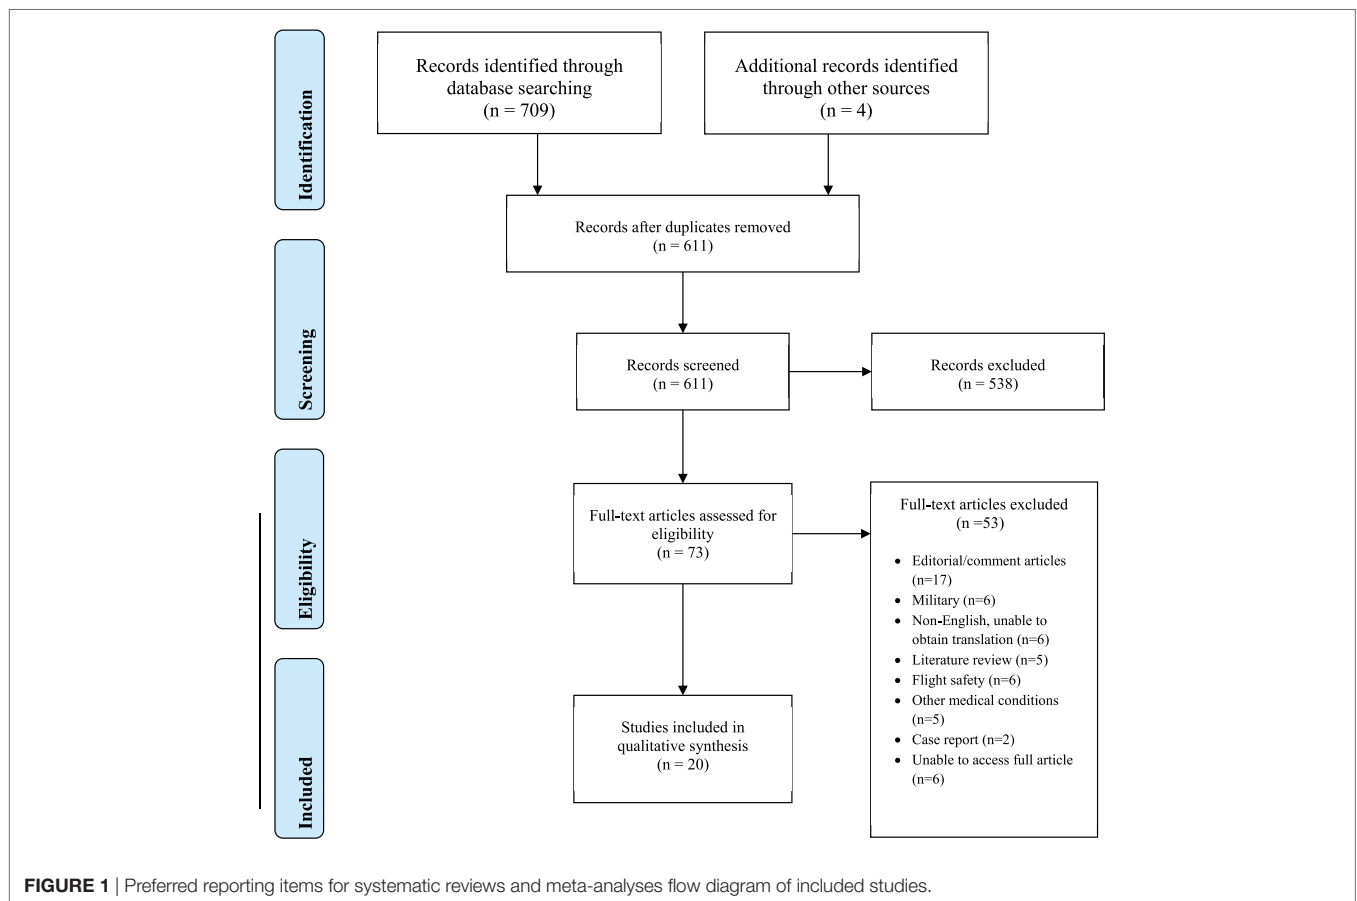 Identification
Records identified through
database searching
(n = 709)
Additional records identified
through other sources
(n = 4)
Records after duplicates removed
(n = 611)
Screening
Records screened
(n = 611)
Records excluded
(n = 538)
Eligibility
Full-text articles assessed for
eligibility
(n = 73)
Full-text articles excluded
(n =53)
• Editorial/comment articles
(n=17)
• Military (n=6)
• Non-English, unable to
obtain translation (n=6)
• Literature review (n=5)
• Flight safety (n=6)
• Other medical conditions
(n=5)
• Case report (n=2)
• Unable to access full article
(n=6)
Included
Studies included in
qualitative synthesis
(n = 20)
FIGURE 1 | Preferred reporting items for systematic reviews and meta-analyses flow diagram of included studies.